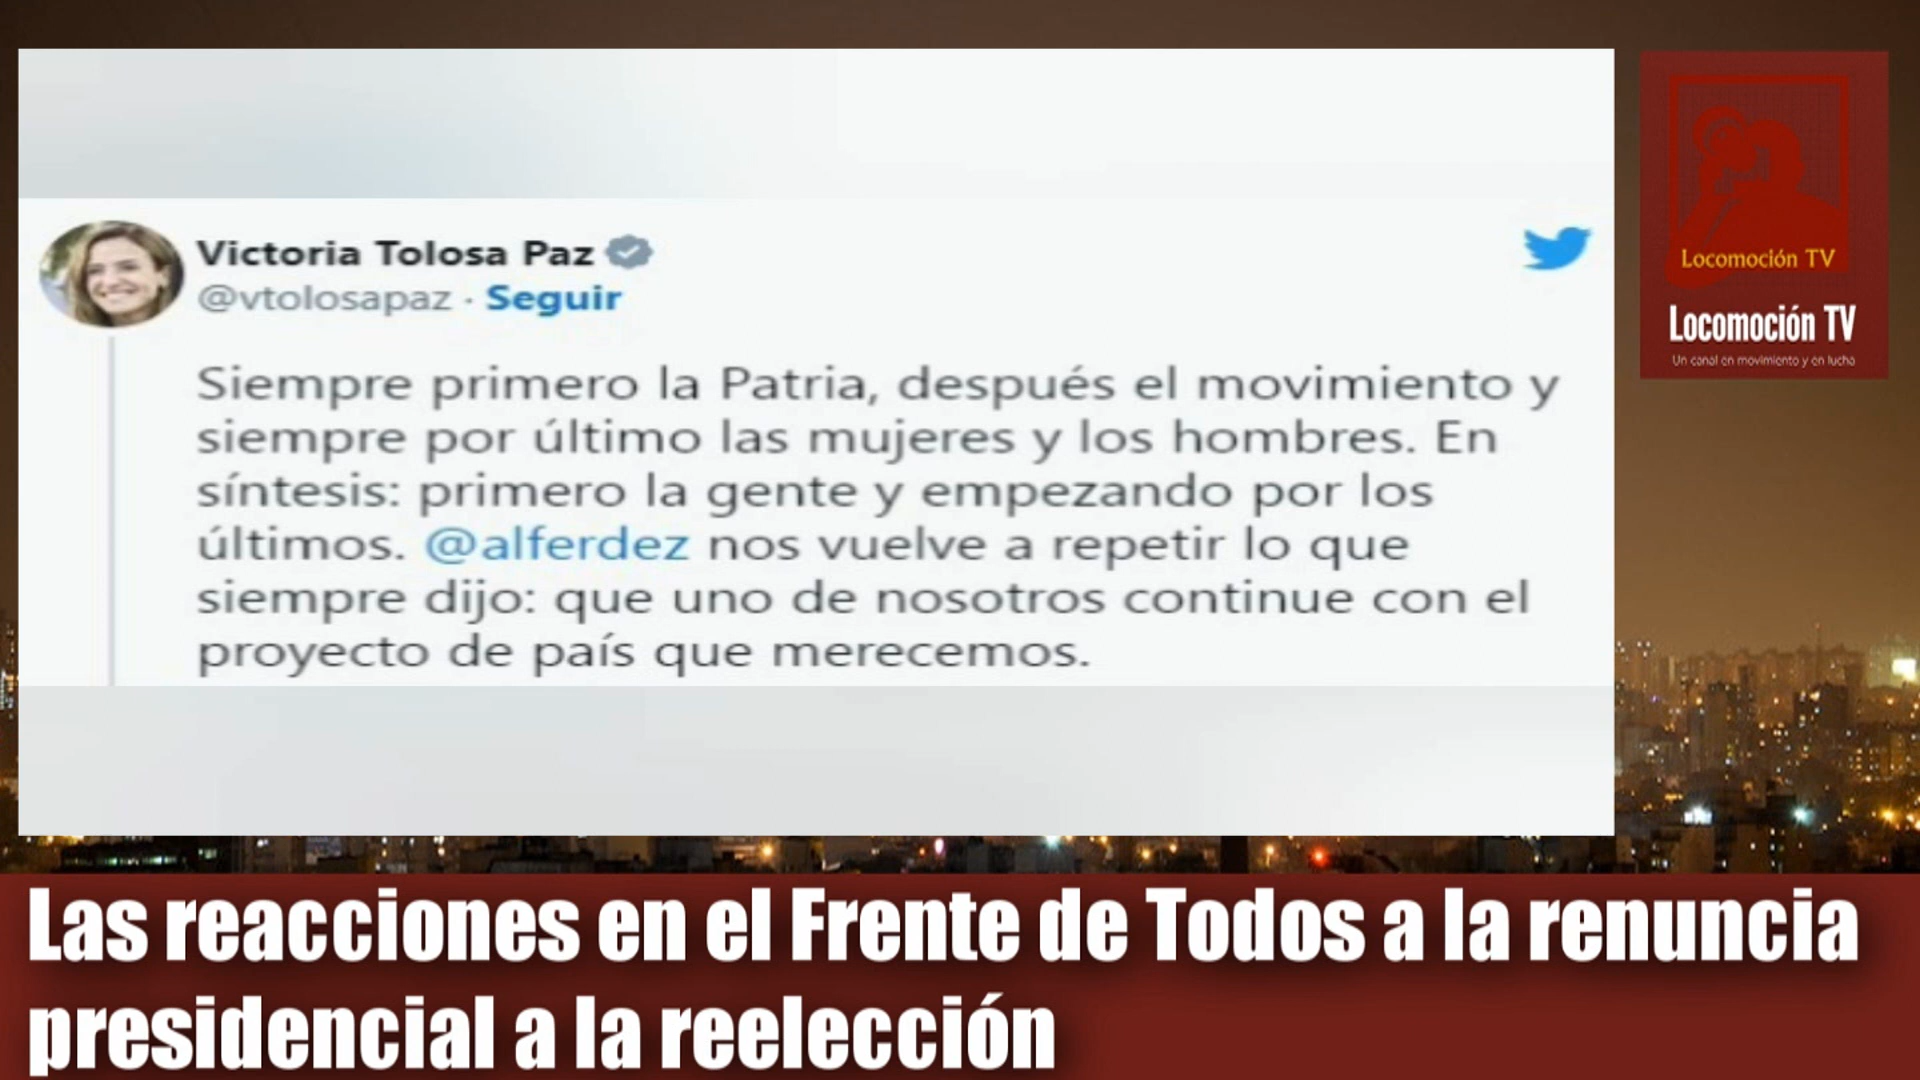 Victoria Tolosa Paz
@vtolosapaz · Seguir
Siempre primero la Patria, después el movimiento y
siempre por último las mujeres y los hombres. En
síntesis: primero la gente y empezando por los
últimos. @alferdez nos vuelve a repetir lo que
siempre dijo: que uno de nosotros continue con el
proyecto de país que merecemos.
Locomoción TV
Locomoción TV
Un canal en movimiento y en lucha
Las reacciones en el Frente de Todos a la renuncia
presidencial a la reelección